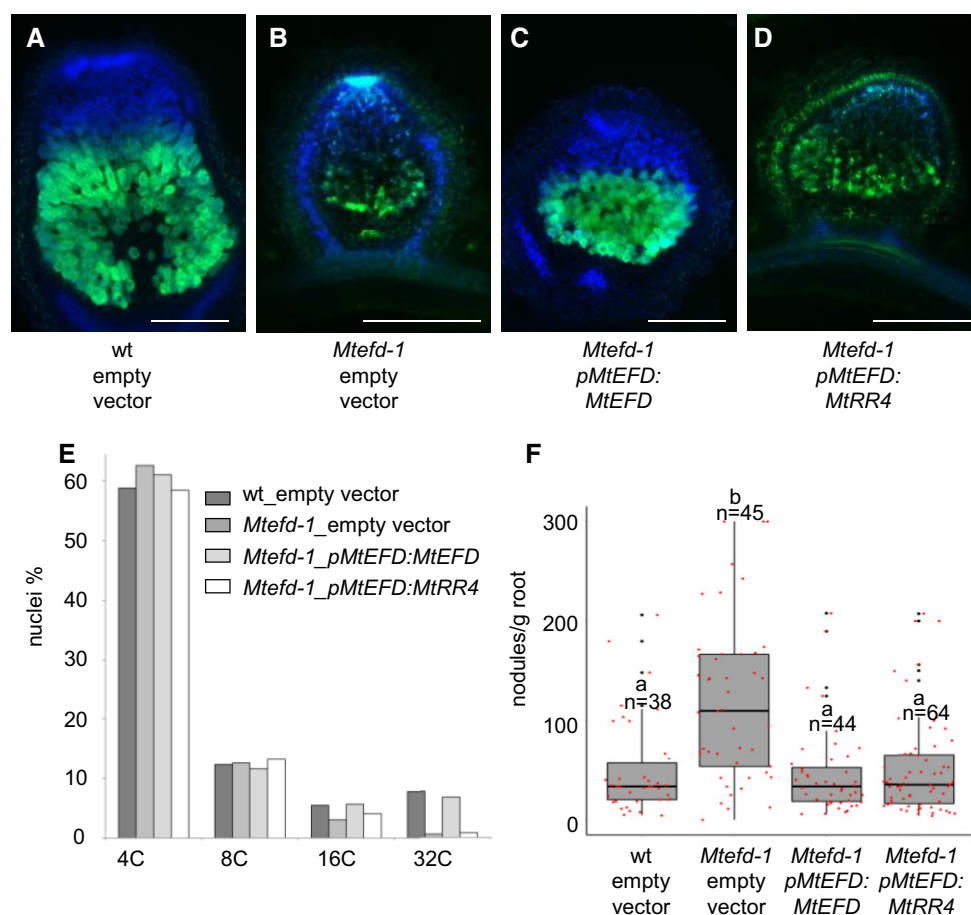 A
B
C
D
wt
empty
vector
Mtefd-1
empty
vector
Mtefd-1
pMtEFD:
MtEFD
Mtefd-1
pMtEFD:
MtRR4
E
nuclei %
60
50
40
30
20
10
0
4C
8C
16C
32C
wt_empty vector
Mtefd-1_empty vector
Mtefd-1_pMtEFD:MtEFD
Mtefd-1_pMtEFD:MtRR4
F
nodules/g root
300
200
100
0
a
n=38
b
n=45
a
n=44
a
n=64
wt
empty
vector
Mtefd-1
empty
vector
Mtefd-1
pMtEFD:
MtEFD
Mtefd-1
pMtEFD:
MtRR4